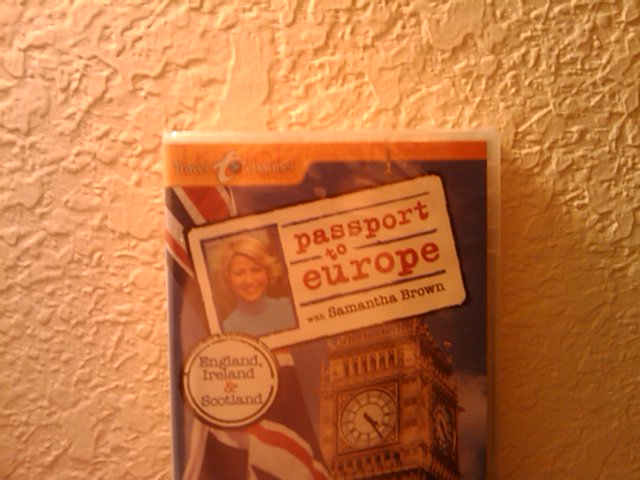 Travel Channel
passport
to
europe
with Samantha Brown
England,
Ireland
&
Scotland